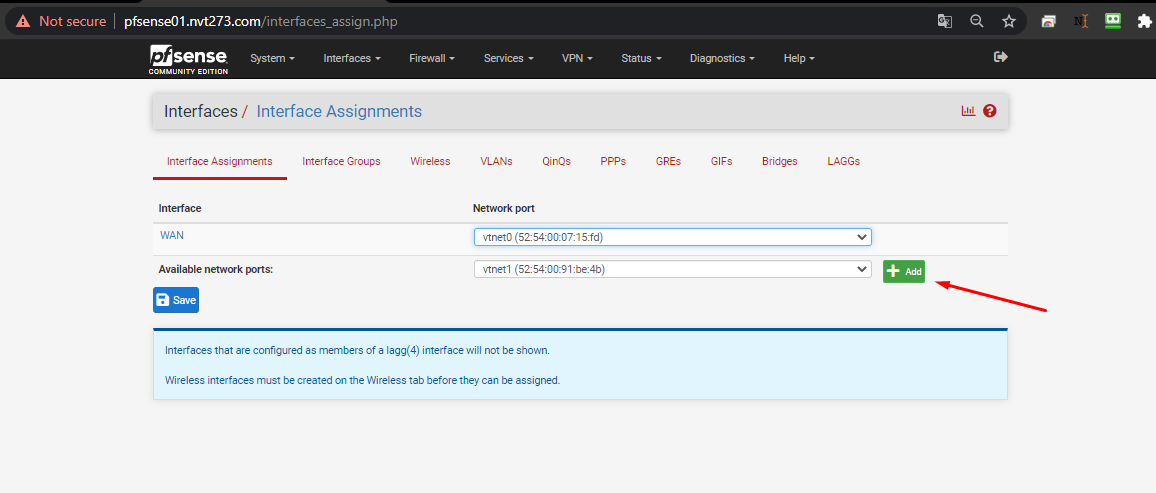 Not secure pfsense01.nvt273.com/interfaces_assign.php
pfsense
COMMUNITY EDITION
System Interfaces Firewall Services VPN Status Diagnostics Help
Interfaces / Interface Assignments
Interface Assignments Interface Groups Wireless VLANs QinQs PPPs GREs GIFs Bridges LAGGs
Interface Network port
WAN vtnet0 (52:54:00:07:15:fd)
Available network ports: vtnet1 (52:54:00:91:be:4b) Add
Save
Interfaces that are configured as members of a lagg(4) interface will not be shown.
Wireless interfaces must be created on the Wireless tab before they can be assigned.